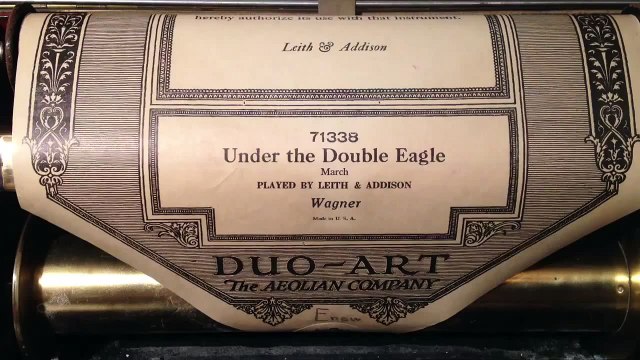 hereby authorize its use with that instrument.
Leith & Addison
71338
Under the Double Eagle
March
PLAYED BY LEITH & ADDISON
Wagner
Made in U. S. A.
DUO-ART
The AEOLIAN COMPANY